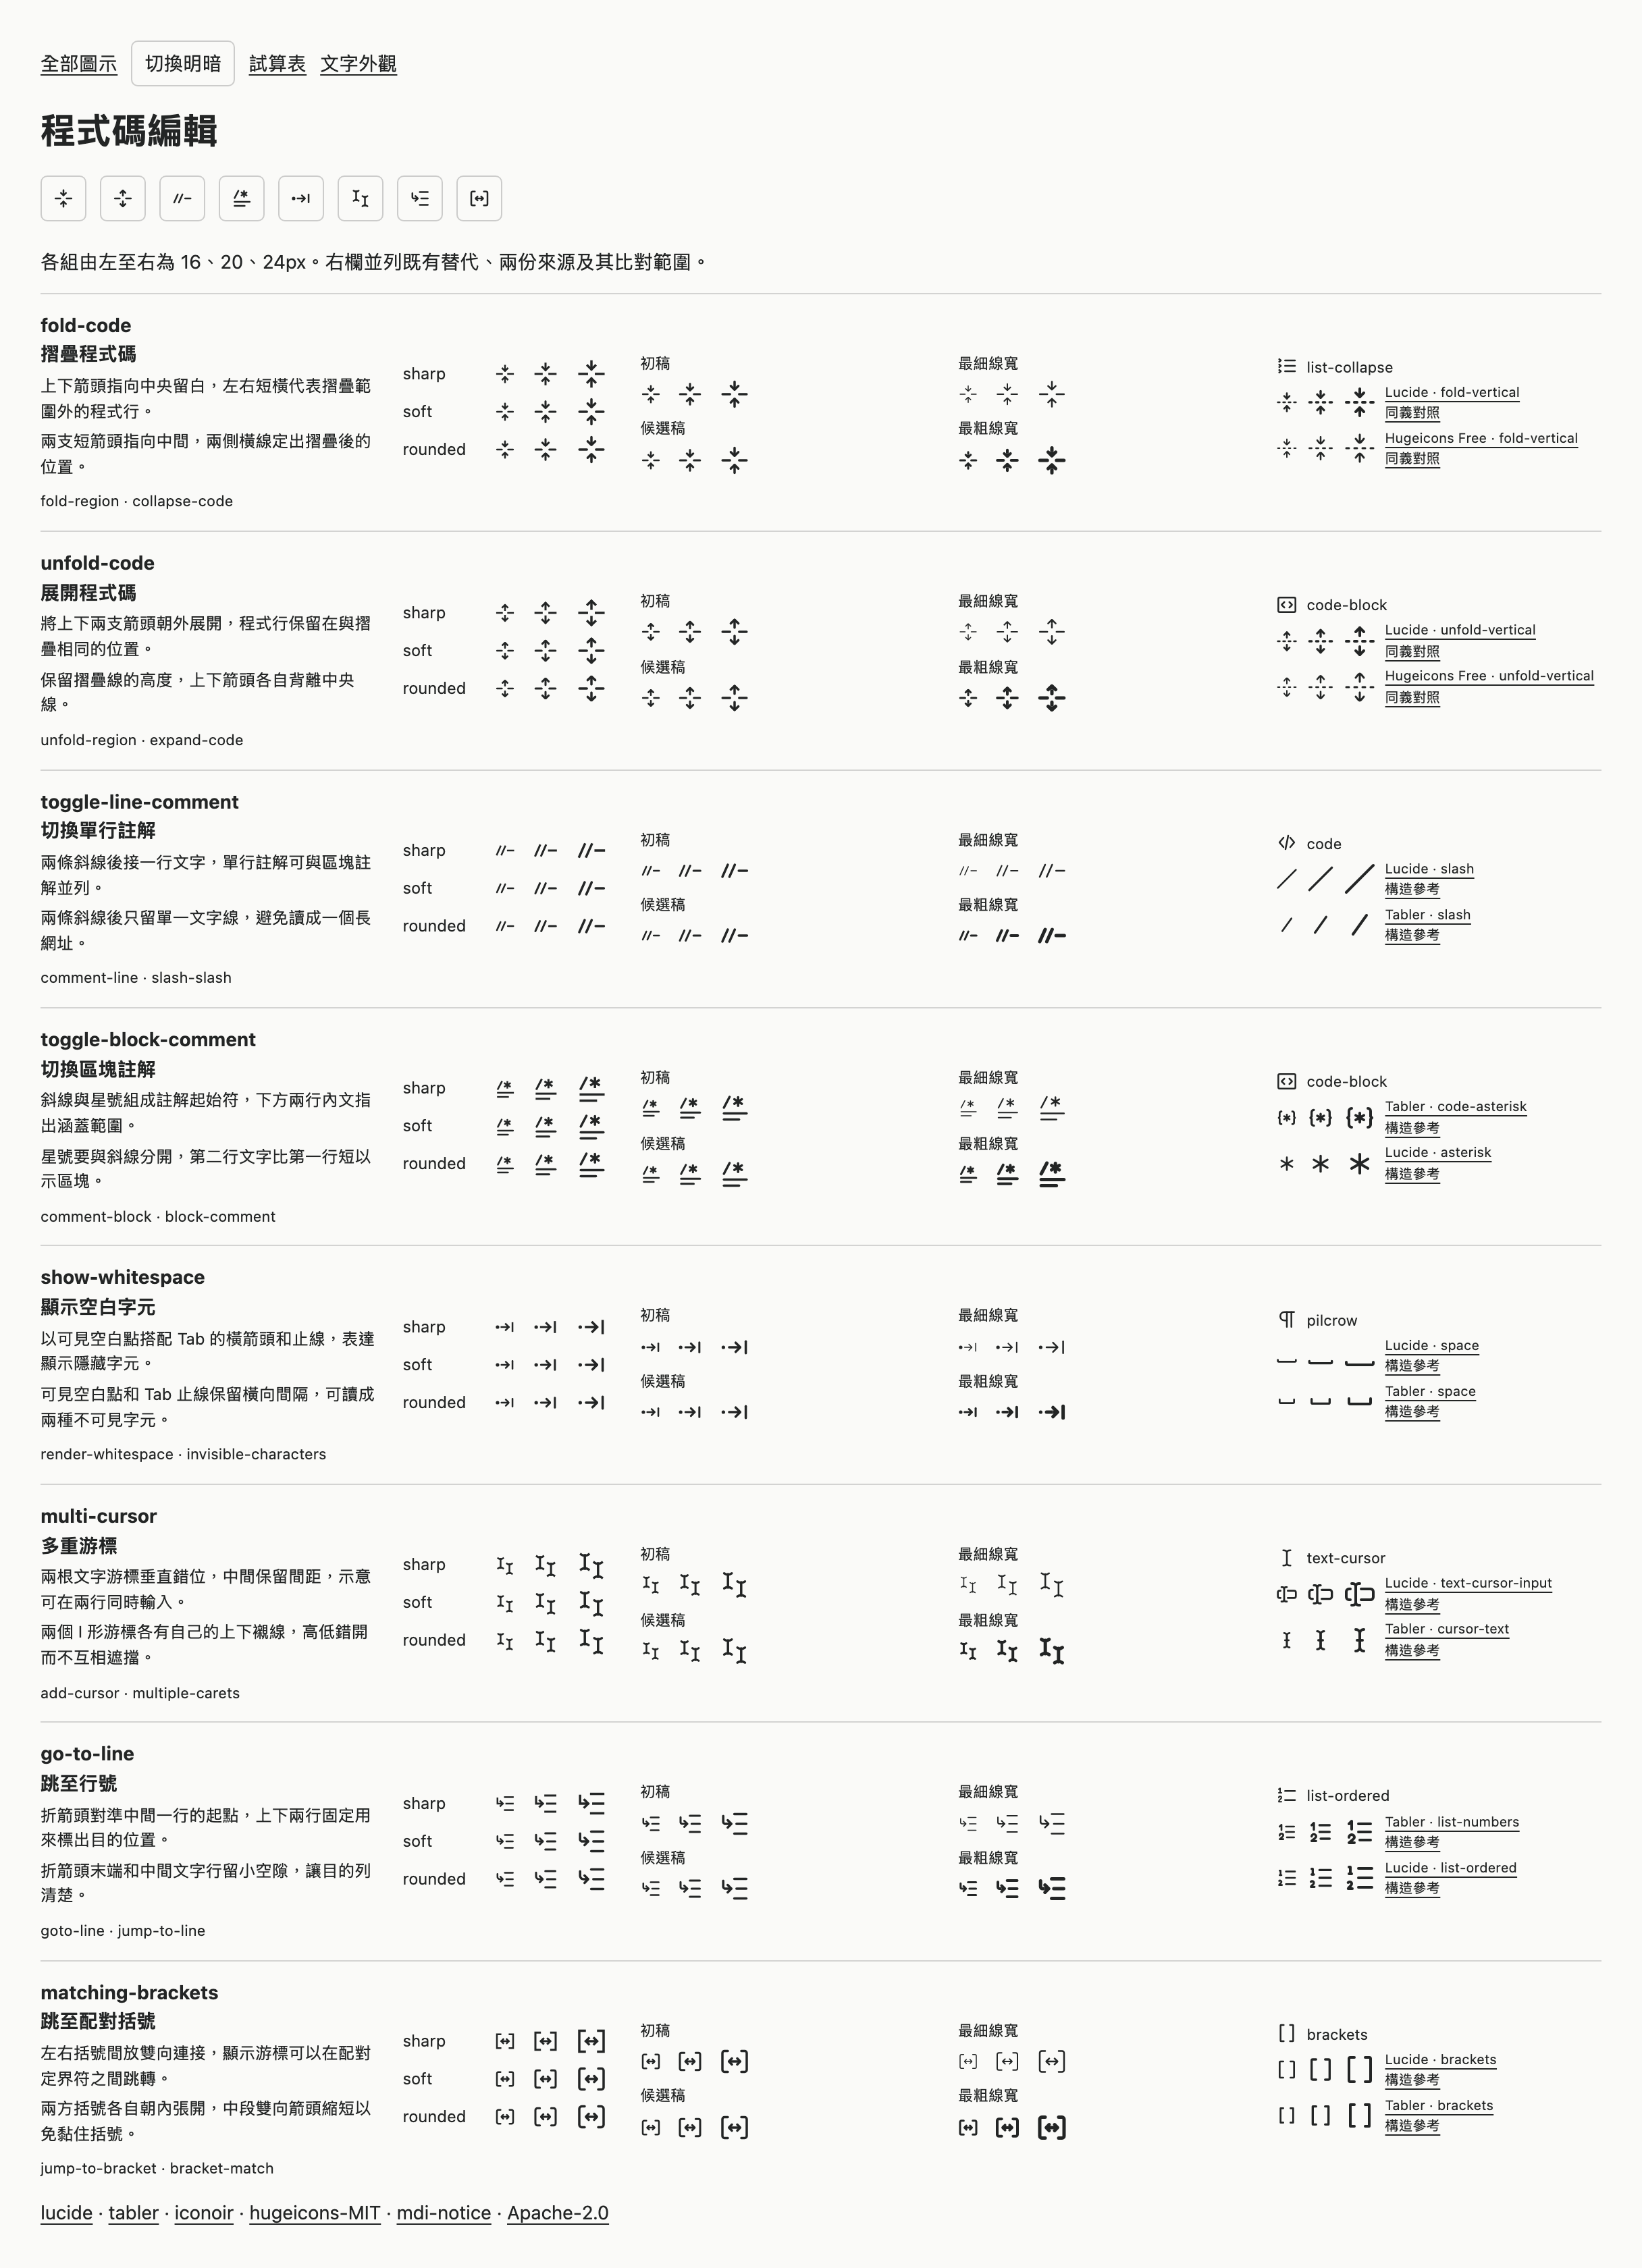 全部圖示 切換明暗 試算表 文字外觀
程式碼編輯
各組由左至右為 16、20、24px。右欄並列既有替代、兩份來源及其比對範圍。
fold-code
摺疊程式碼
上下箭頭指向中央留白，左右短橫代表摺疊範
圍外的程式行。
兩支短箭頭指向中間，兩側橫線定出摺疊後的
位置。
fold-region · collapse-code
sharp
soft
rounded
初稿
候選稿
最細線寬
最粗線寬
list-collapse
Lucide · fold-vertical
同義對照
Hugeicons Free · fold-vertical
同義對照
unfold-code
展開程式碼
將上下兩支箭頭朝外展開，程式行保留在與摺
疊相同的位置。
保留摺疊線的高度，上下箭頭各自背離中央
線。
unfold-region · expand-code
sharp
soft
rounded
初稿
候選稿
最細線寬
最粗線寬
code-block
Lucide · unfold-vertical
同義對照
Hugeicons Free · unfold-vertical
同義對照
toggle-line-comment
切換單行註解
兩條斜線後接一行文字，單行註解可與區塊註
解並列。
兩條斜線後只留單一文字線，避免讀成一個長
網址。
comment-line · slash-slash
sharp
soft
rounded
初稿
候選稿
最細線寬
最粗線寬
code
Lucide · slash
構造參考
Tabler · slash
構造參考
toggle-block-comment
切換區塊註解
斜線與星號組成註解起始符，下方兩行內文指
出涵蓋範圍。
星號要與斜線分開，第二行文字比第一行短以
示區塊。
comment-block · block-comment
sharp
soft
rounded
初稿
候選稿
最細線寬
最粗線寬
code-block
Tabler · code-asterisk
構造參考
Lucide · asterisk
構造參考
show-whitespace
顯示空白字元
以可見空白點搭配 Tab 的橫箭頭和止線，表達
顯示隱藏字元。
可見空白點和 Tab 止線保留橫向間隔，可讀成
兩種不可見字元。
render-whitespace · invisible-characters
sharp
soft
rounded
初稿
候選稿
最細線寬
最粗線寬
pilcrow
Lucide · space
構造參考
Tabler · space
構造參考
multi-cursor
多重游標
兩根文字游標垂直錯位，中間保留間距，示意
可在兩行同時輸入。
兩個 I 形游標各有自己的上下襯線，高低錯開
而不互相遮擋。
add-cursor · multiple-carets
sharp
soft
rounded
初稿
候選稿
最細線寬
最粗線寬
text-cursor
Lucide · text-cursor-input
構造參考
Tabler · cursor-text
構造參考
go-to-line
跳至行號
折箭頭對準中間一行的起點，上下兩行固定用
來標出目的位置。
折箭頭末端和中間文字行留小空隙，讓目的列
清楚。
goto-line · jump-to-line
sharp
soft
rounded
初稿
候選稿
最細線寬
最粗線寬
list-ordered
Tabler · list-numbers
構造參考
Lucide · list-ordered
構造參考
matching-brackets
跳至配對括號
左右括號間放雙向連接，顯示游標可以在配對
定界符之間跳轉。
兩方括號各自朝內張開，中段雙向箭頭縮短以
免黏住括號。
jump-to-bracket · bracket-match
sharp
soft
rounded
初稿
候選稿
最細線寬
最粗線寬
brackets
Lucide · brackets
構造參考
Tabler · brackets
構造參考
lucide · tabler · iconoir · hugeicons-MIT · mdi-notice · Apache-2.0